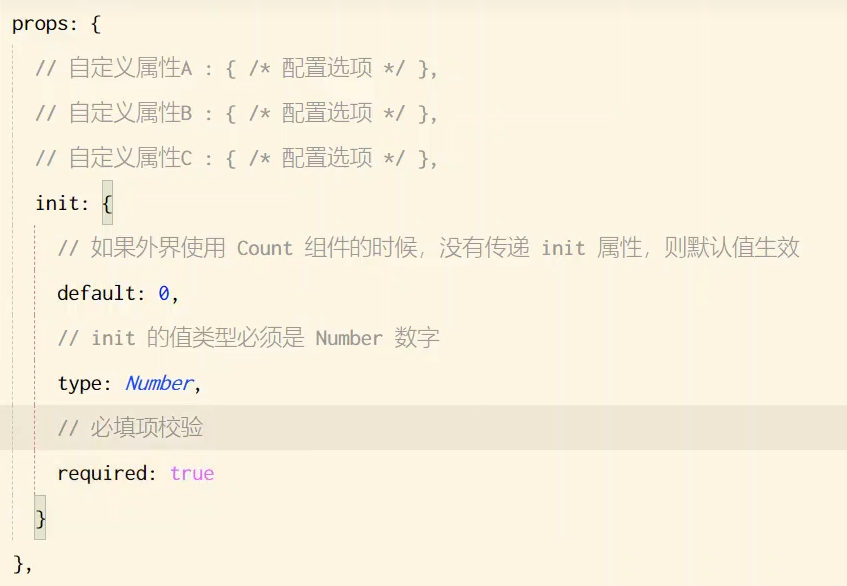 props: {
// 自定义属性A : { /* 配置选项 */ },
// 自定义属性B : { /* 配置选项 */ },
// 自定义属性C : { /* 配置选项 */ },
init: {
// 如果外界使用 Count 组件的时候，没有传递 init 属性，则默认值生效
default: 0,
// init 的值类型必须是 Number 数字
type: Number,
// 必填项校验
required: true
}
},